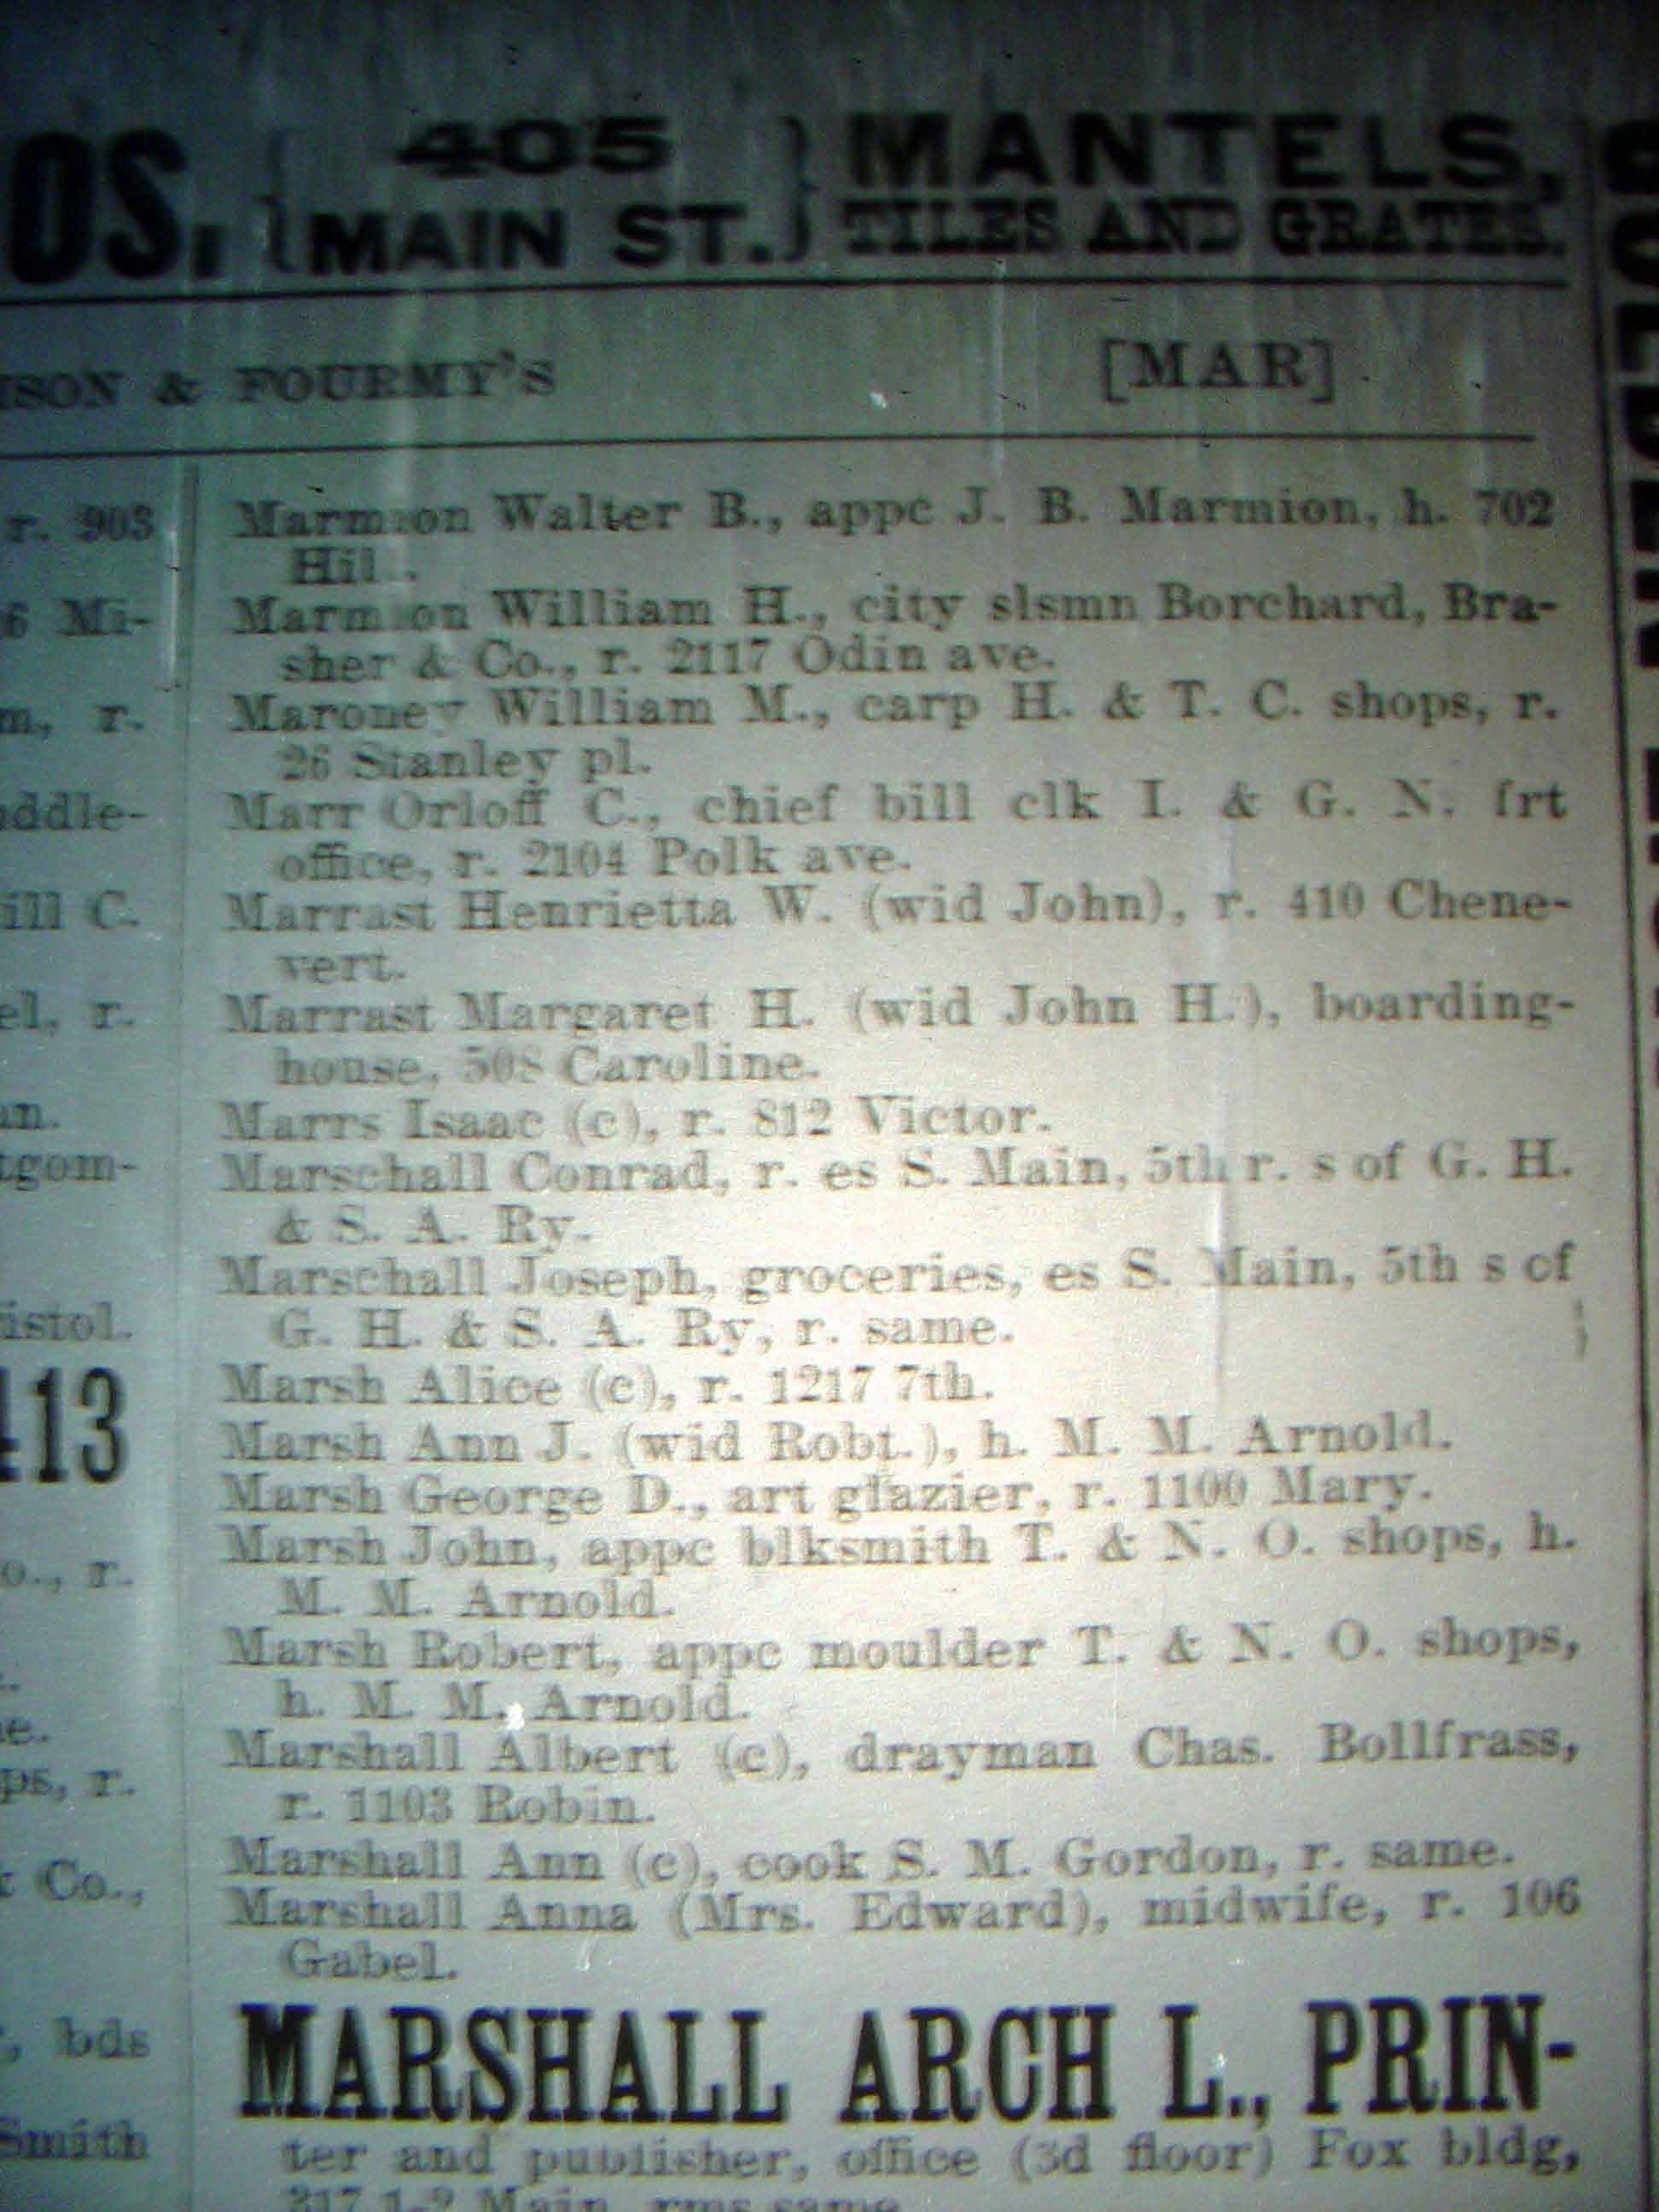 OS, { 405 MAIN ST. } MANTELS, TILES AND GRATES.
& FOURMY'S [MAR]
r. 903
6 Mi-
m, r.
ddle-
ill C.
el, r.
an.
tgom-
istol.
413
o., r.
e.
ps, r.
Co.,
, bds
Smith
Marmion Walter B., appc J. B. Marmion, h. 702
Hill.
Marmion William H., city slsmn Borchard, Bra-
sher & Co., r. 2117 Odin ave.
Maroney William M., carp H. & T. C. shops, r.
26 Stanley pl.
Marr Orloff C., chief bill clk I. & G. N. frt
office, r. 2104 Polk ave.
Marrast Henrietta W. (wid John), r. 410 Chene-
vert.
Marrast Margaret H. (wid John H.), boarding-
house, 508 Caroline.
Marrs Isaac (c), r. 812 Victor.
Marschall Conrad, r. es S. Main, 5th r. s of G. H.
& S. A. Ry.
Marschall Joseph, groceries, es S. Main, 5th s of
G. H. & S. A. Ry, r. same.
Marsh Alice (c), r. 1217 7th.
Marsh Ann J. (wid Robt.), h. M. M. Arnold.
Marsh George D., art glazier, r. 1100 Mary.
Marsh John, appc blksmith T. & N. O. shops, h.
M. M. Arnold.
Marsh Robert, appc moulder T. & N. O. shops,
h. M. M. Arnold.
Marshall Albert (c), drayman Chas. Bollfrass,
r. 1103 Robin.
Marshall Ann (c), cook S. M. Gordon, r. same.
Marshall Anna (Mrs. Edward), midwife, r. 106
Gabel.
MARSHALL ARCH L., PRIN-
ter and publisher, office (3d floor) Fox bldg,
317 1-2 Main, rms same.